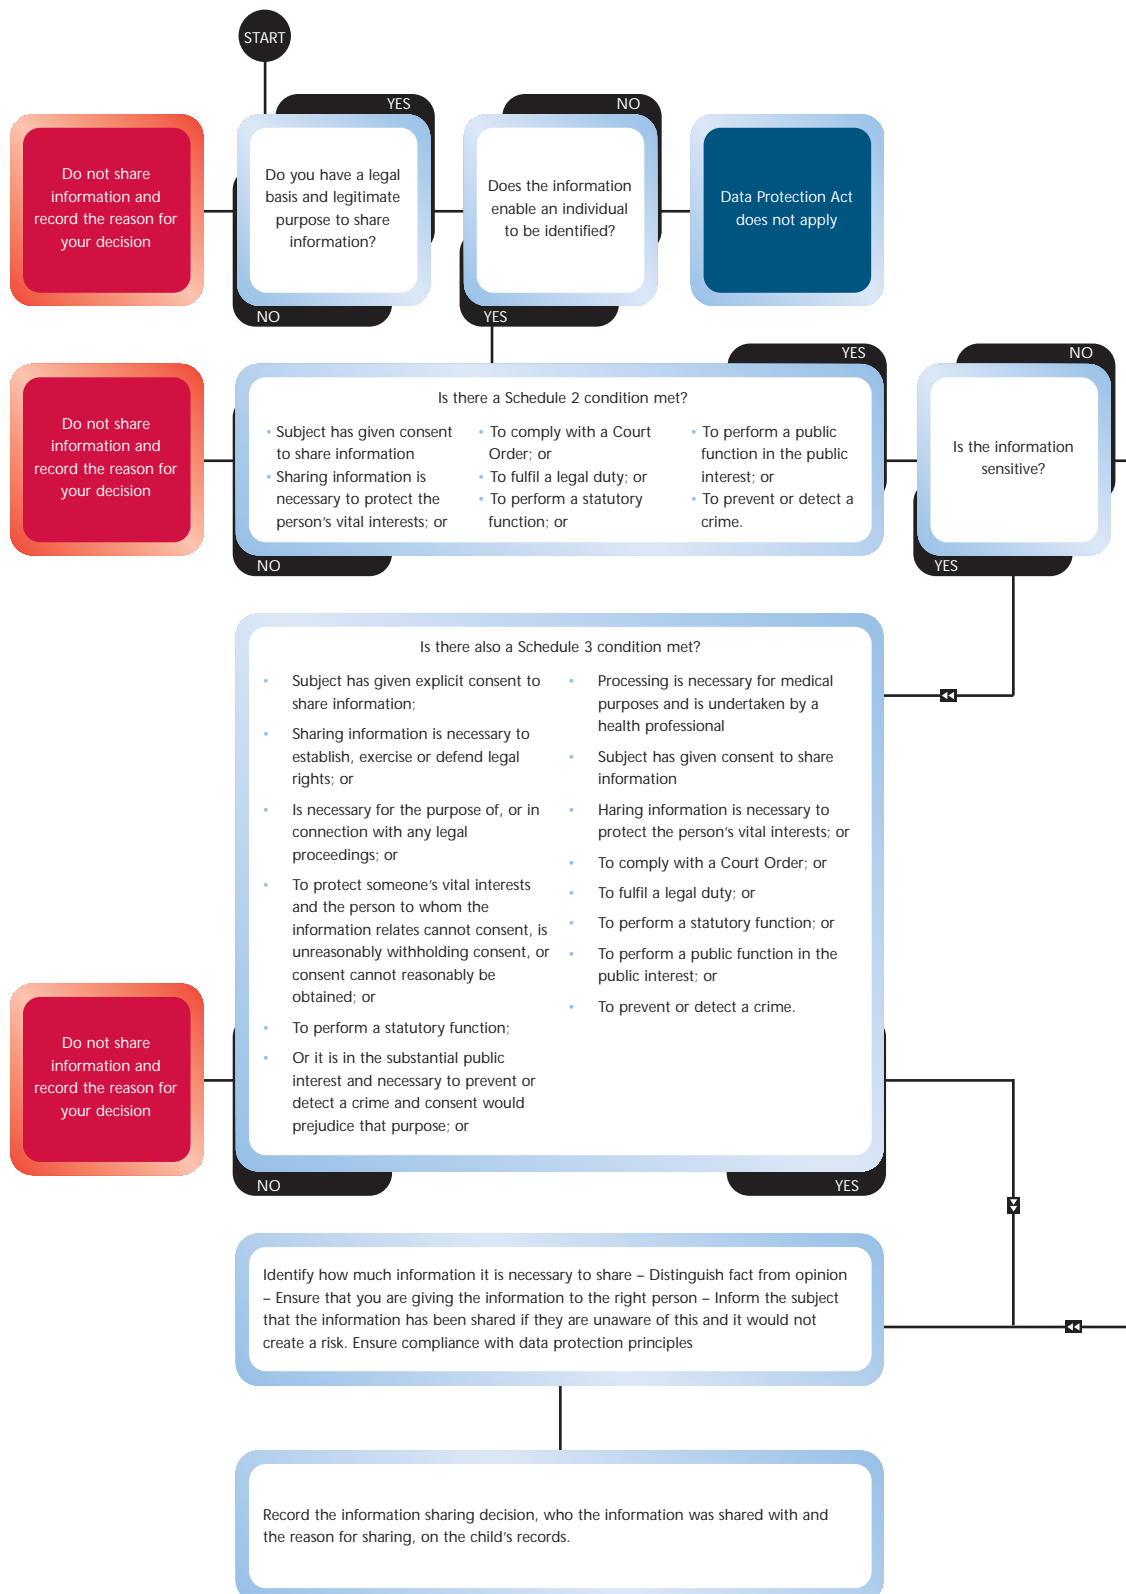 START
YES
NO
Do not share
information and
record the reason for
your decision
Do you have a legal
basis and legitimate
purpose to share
information?
Does the information
enable an individual
to be identified?
Data Protection Act
does not apply
NO
YES
YES
NO
Do not share
information and
record the reason for
your decision
Is there a Schedule 2 condition met?
• Subject has given consent
to share information
• Sharing information is
necessary to protect the
person's vital interests; or
• To comply with a Court
Order; or
• To fulfil a legal duty; or
• To perform a statutory
function; or
• To perform a public
function in the public
interest; or
• To prevent or detect a
crime.
Is the information
sensitive?
NO
YES
Is there also a Schedule 3 condition met?
• Subject has given explicit consent to
share information;
• Sharing information is necessary to
establish, exercise or defend legal
rights; or
• Is necessary for the purpose of, or in
connection with any legal
proceedings; or
• To protect someone's vital interests
and the person to whom the
information relates cannot consent, is
unreasonably withholding consent, or
consent cannot reasonably be
obtained; or
• To perform a statutory function;
• Or it is in the substantial public
interest and necessary to prevent or
detect a crime and consent would
prejudice that purpose; or
• Processing is necessary for medical
purposes and is undertaken by a
health professional
• Subject has given consent to share
information
• Haring information is necessary to
protect the person's vital interests; or
• To comply with a Court Order; or
• To fulfil a legal duty; or
• To perform a statutory function; or
• To perform a public function in the
public interest; or
• To prevent or detect a crime.
Do not share
information and
record the reason for
your decision
NO
YES
Identify how much information it is necessary to share – Distinguish fact from opinion
– Ensure that you are giving the information to the right person – Inform the subject
that the information has been shared if they are unaware of this and it would not
create a risk. Ensure compliance with data protection principles
Record the information sharing decision, who the information was shared with and
the reason for sharing, on the child's records.